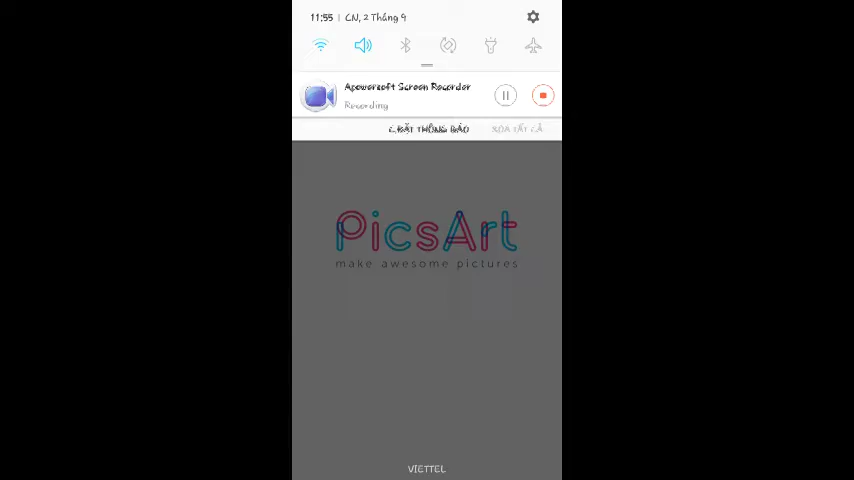 11:55 | CN, 2 Tháng 9
Apowersoft Screen Recorder
Recording
CÀI ĐẶT THÔNG BÁO XÓA TẤT CẢ
PicsArt
make awesome pictures
VIETTEL